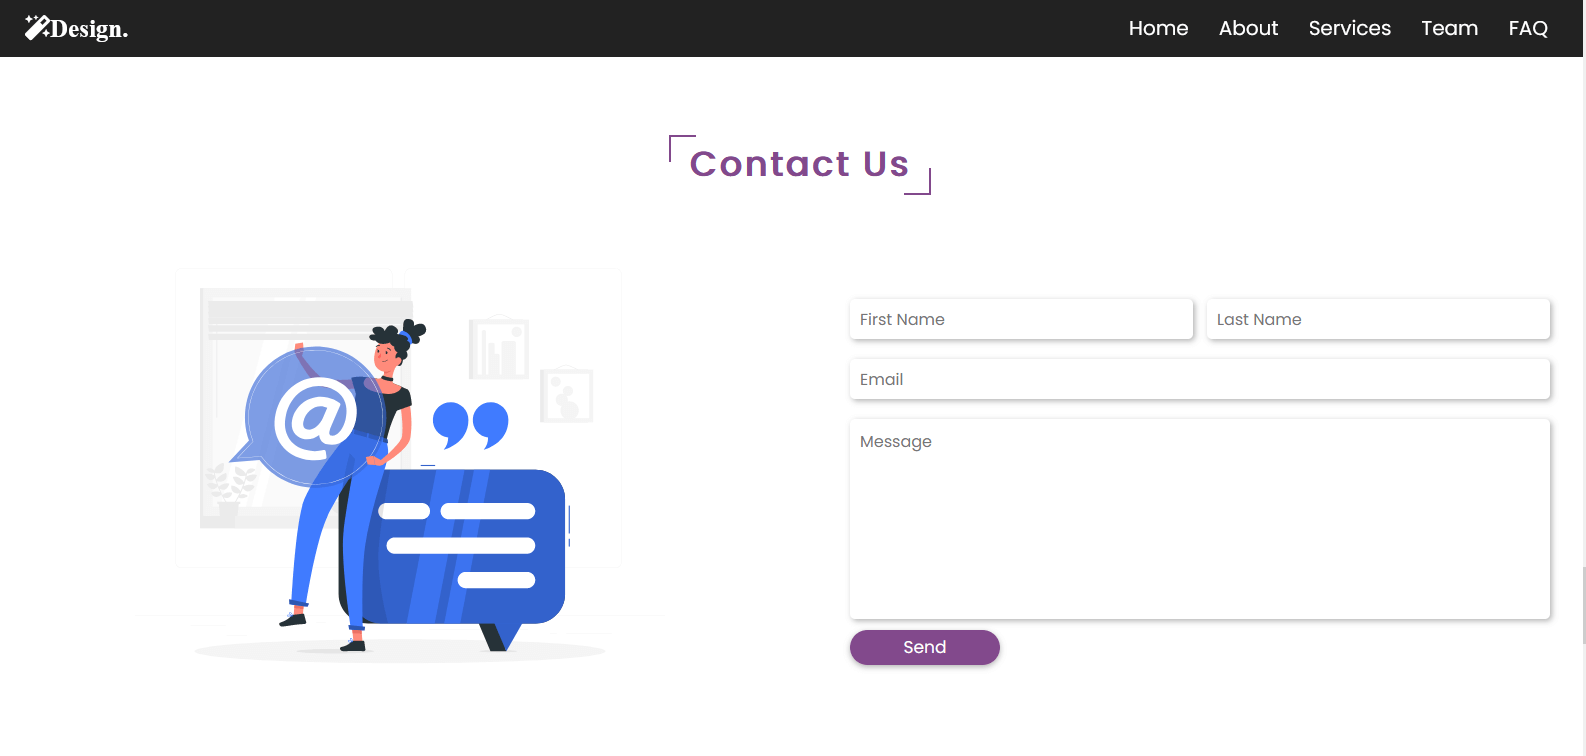 Design.
Home About Services Team FAQ
Contact Us
@
First Name Last Name
Email
Message
Send